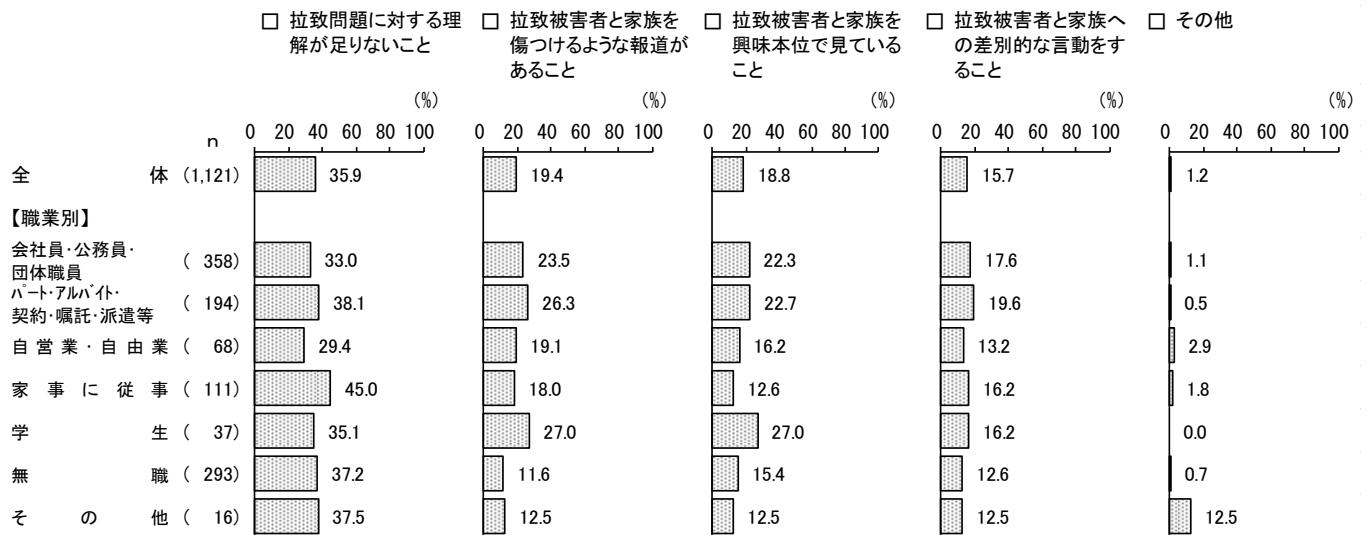 □ 拉致問題に対する理解が足りないこと
□ 拉致被害者と家族を傷つけるような報道があること
□ 拉致被害者と家族を興味本位で見ていること
□ 拉致被害者と家族への差別的な言動をすること
□ その他
(%) (%) (%) (%) (%)
n 0 20 40 60 80 100 0 20 40 60 80 100 0 20 40 60 80 100 0 20 40 60 80 100 0 20 40 60 80 100
全体 (1,121) 35.9 19.4 18.8 15.7 1.2
【職業別】
会社員・公務員・
団体職員 ( 358) 33.0 23.5 22.3 17.6 1.1
パート・アルバイト・
契約・嘱託・派遣等 ( 194) 38.1 26.3 22.7 19.6 0.5
自営業・自由業 ( 68) 29.4 19.1 16.2 13.2 2.9
家事に従事 ( 111) 45.0 18.0 12.6 16.2 1.8
学生 ( 37) 35.1 27.0 27.0 16.2 0.0
無職 ( 293) 37.2 11.6 15.4 12.6 0.7
その他 ( 16) 37.5 12.5 12.5 12.5 12.5